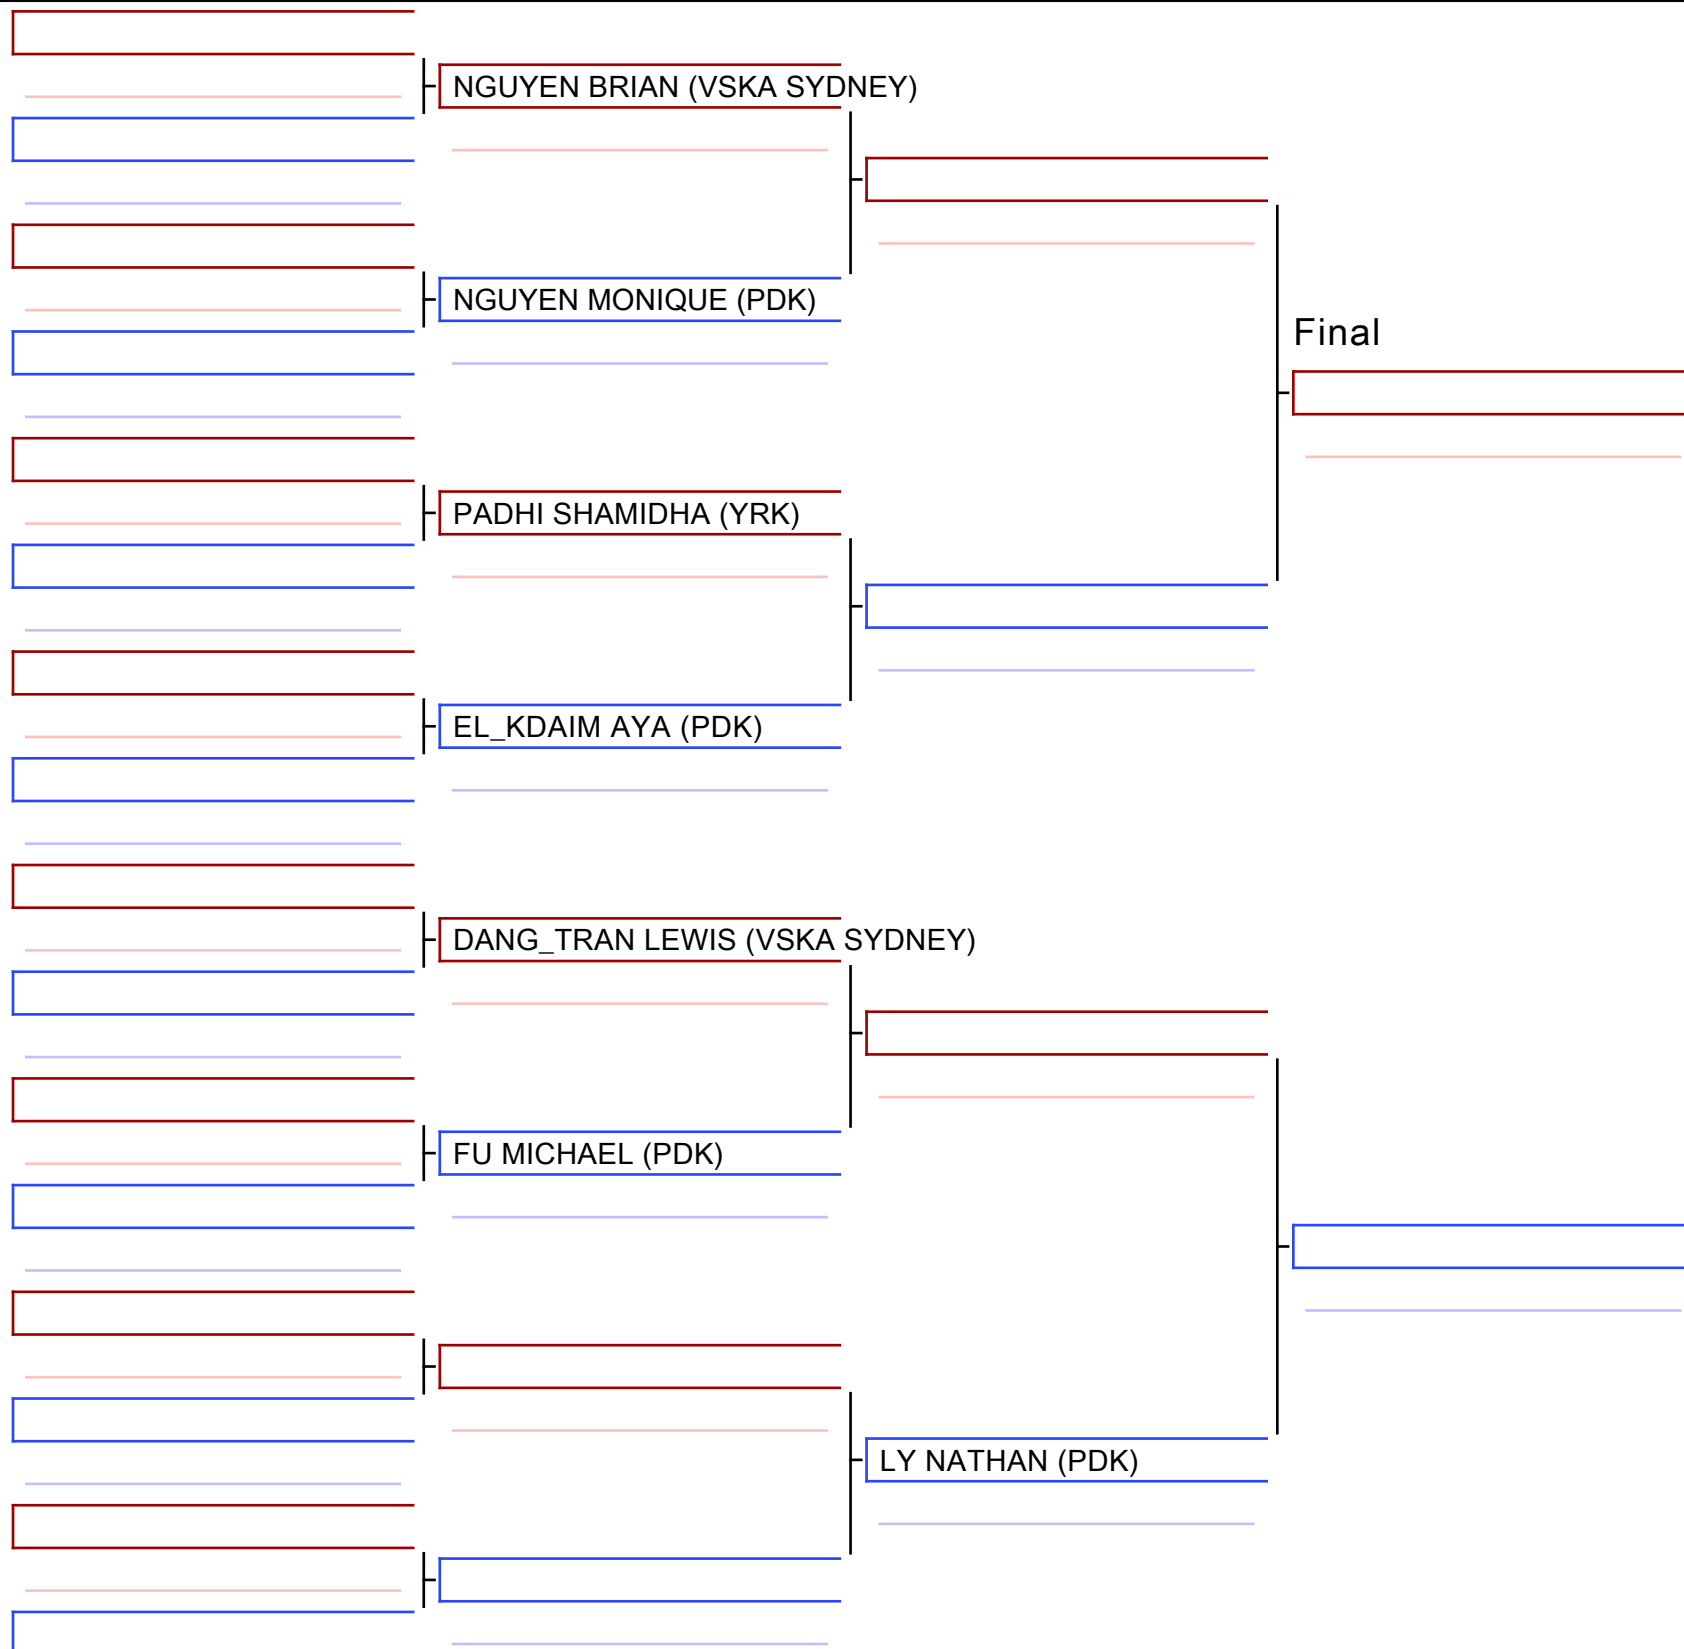 NGUYEN BRIAN (VSKA SYDNEY)
NGUYEN MONIQUE (PDK)
Final
PADHI SHAMIDHA (YRK)
EL_KDAIM AYA (PDK)
DANG_TRAN LEWIS (VSKA SYDNEY)
FU MICHAEL (PDK)
LY NATHAN (PDK)